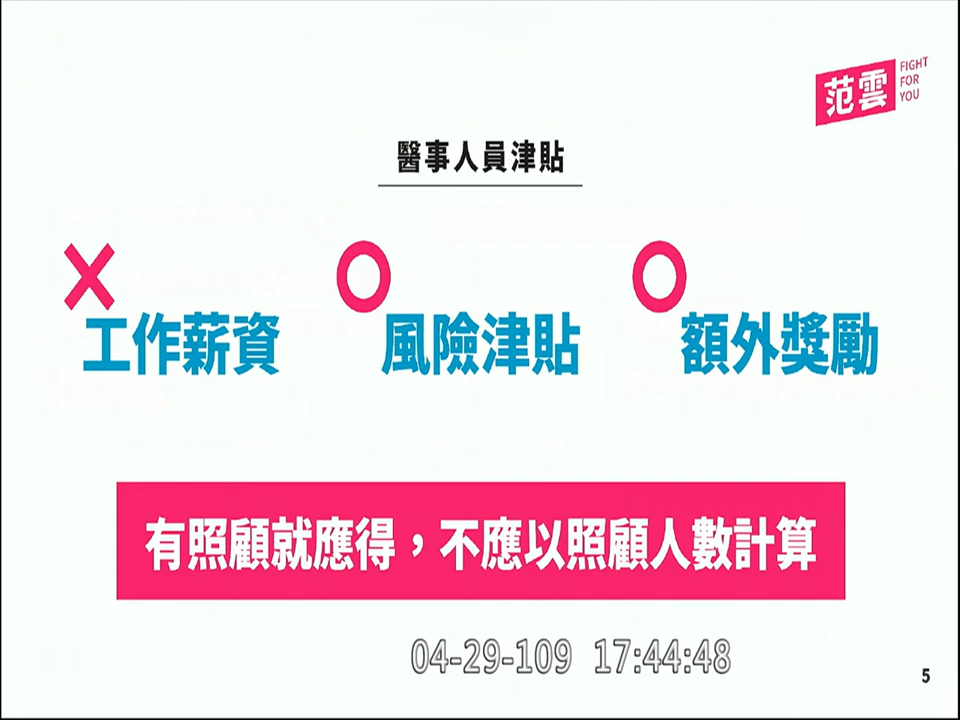 范雲
FIGHT
FOR
YOU
醫事人員津貼
工作薪資
風險津貼
額外獎勵
有照顧就應得，不應以照顧人數計算
04-29-109 17:44:48
5